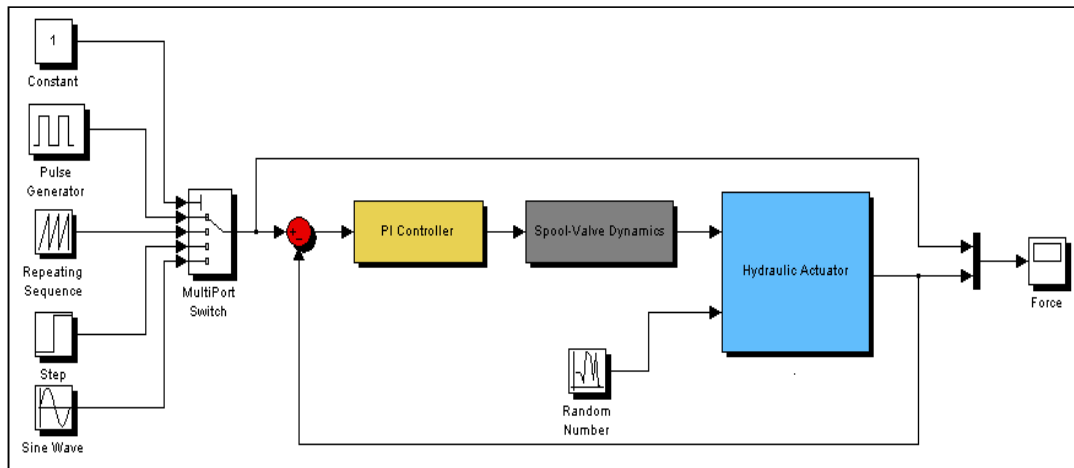 1
Constant
Pulse
Generator
Repeating
Sequence
Step
Sine Wave
MultiPort
Switch
PI Controller
Spool-Valve Dynamics
Hydraulic Actuator
Random
Number
Force